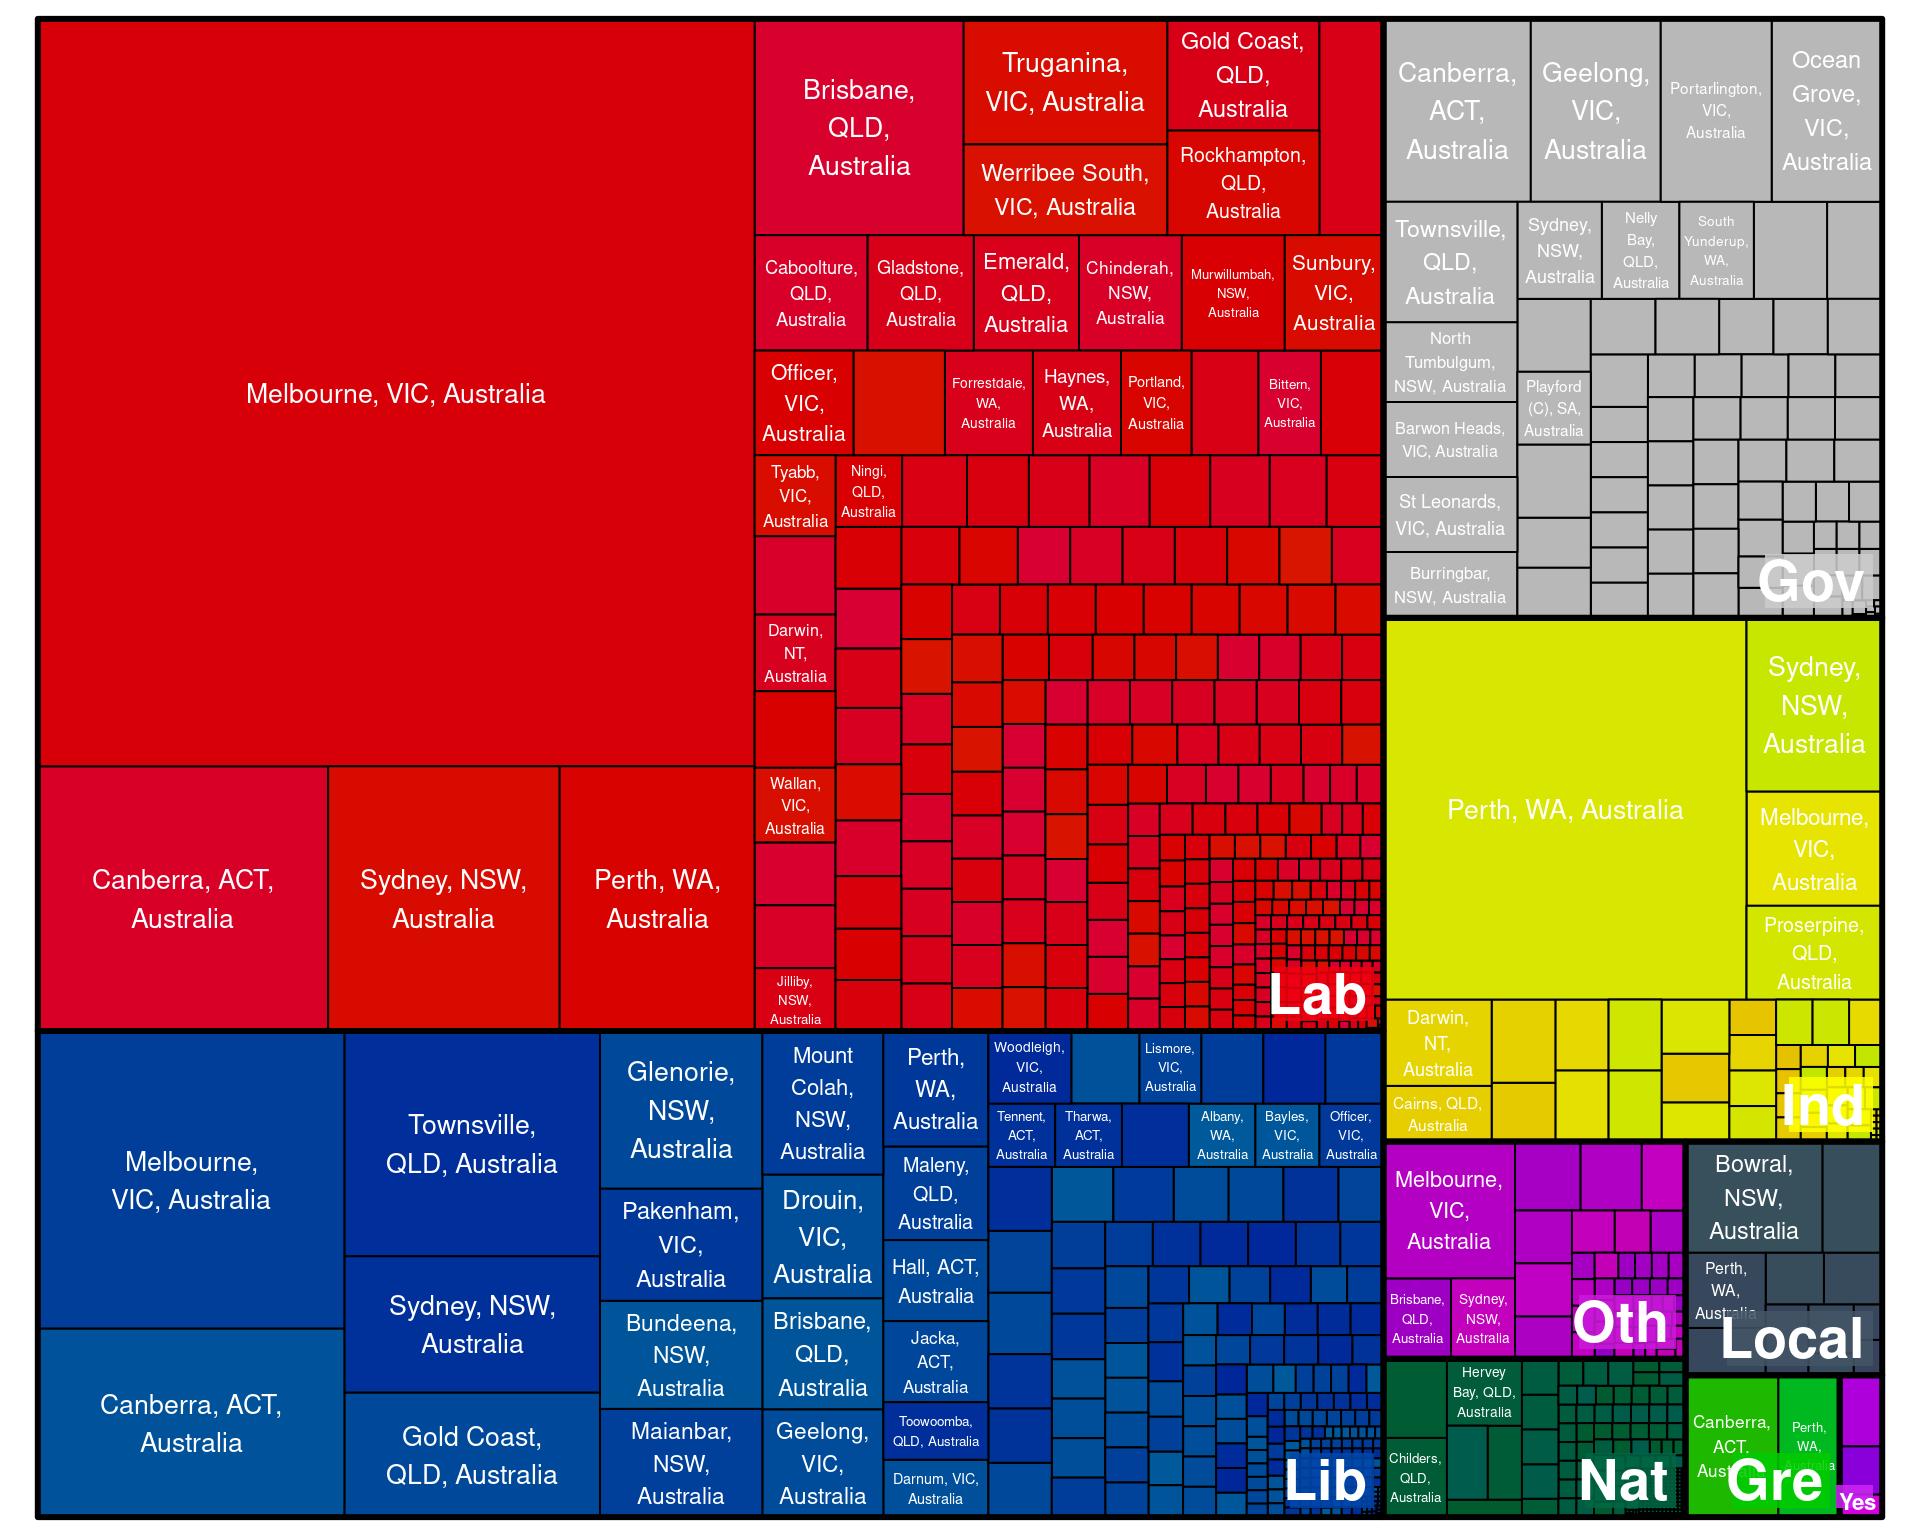 Melbourne, VIC, Australia
Canberra, ACT,
Australia
Sydney, NSW,
Australia
Perth, WA,
Australia
Brisbane,
QLD,
Australia
Truganina,
VIC, Australia
Werribee South,
VIC, Australia
Gold Coast,
QLD,
Australia
Rockhampton,
QLD,
Australia
Caboolture,
QLD,
Australia
Gladstone,
QLD,
Australia
Emerald,
QLD,
Australia
Chinderah,
NSW,
Australia
Murwillumbah,
NSW,
Australia
Sunbury,
VIC,
Australia
Officer,
VIC,
Australia
Forrestdale,
WA,
Australia
Haynes,
WA,
Australia
Portland,
VIC,
Australia
Bittern,
VIC,
Australia
Tyabb,
VIC,
Australia
Ningi,
QLD,
Australia
Darwin,
NT,
Australia
Wallan,
VIC,
Australia
Jilliby,
NSW,
Australia
Lab
Canberra,
ACT,
Australia
Geelong,
VIC,
Australia
Portarlington,
VIC,
Australia
Ocean
Grove,
VIC,
Australia
Townsville,
QLD,
Australia
Sydney,
NSW,
Australia
Nelly
Bay,
QLD,
Australia
South
Yunderup,
WA,
Australia
North
Tumbulgum,
NSW, Australia
Playford
(C), SA,
Australia
Barwon Heads,
VIC, Australia
St Leonards,
VIC, Australia
Burringbar,
NSW, Australia
Gov
Perth, WA, Australia
Sydney,
NSW,
Australia
Melbourne,
VIC,
Australia
Proserpine,
QLD,
Australia
Darwin,
NT,
Australia
Cairns, QLD,
Australia
Ind
Melbourne,
VIC, Australia
Canberra, ACT,
Australia
Townsville,
QLD, Australia
Sydney, NSW,
Australia
Gold Coast,
QLD, Australia
Glenorie,
NSW,
Australia
Pakenham,
VIC,
Australia
Bundeena,
NSW,
Australia
Maianbar,
NSW,
Australia
Mount
Colah,
NSW,
Australia
Drouin,
VIC,
Australia
Brisbane,
QLD,
Australia
Geelong,
VIC,
Australia
Perth,
WA,
Australia
Maleny,
QLD,
Australia
Hall, ACT,
Australia
Jacka,
ACT,
Australia
Toowoomba,
QLD, Australia
Darnum, VIC,
Australia
Woodleigh,
VIC,
Australia
Lismore,
VIC,
Australia
Tennent,
ACT,
Australia
Tharwa,
ACT,
Australia
Albany,
WA,
Australia
Bayles,
VIC,
Australia
Officer,
VIC,
Australia
Lib
Melbourne,
VIC,
Australia
Brisbane,
QLD,
Australia
Sydney,
NSW,
Australia
Oth
Bowral,
NSW,
Australia
Perth,
WA,
Australia
Local
Hervey
Bay, QLD,
Australia
Childers,
QLD,
Australia
Nat
Canberra,
ACT,
Australia
Perth,
WA,
Australia
Gre
Yes